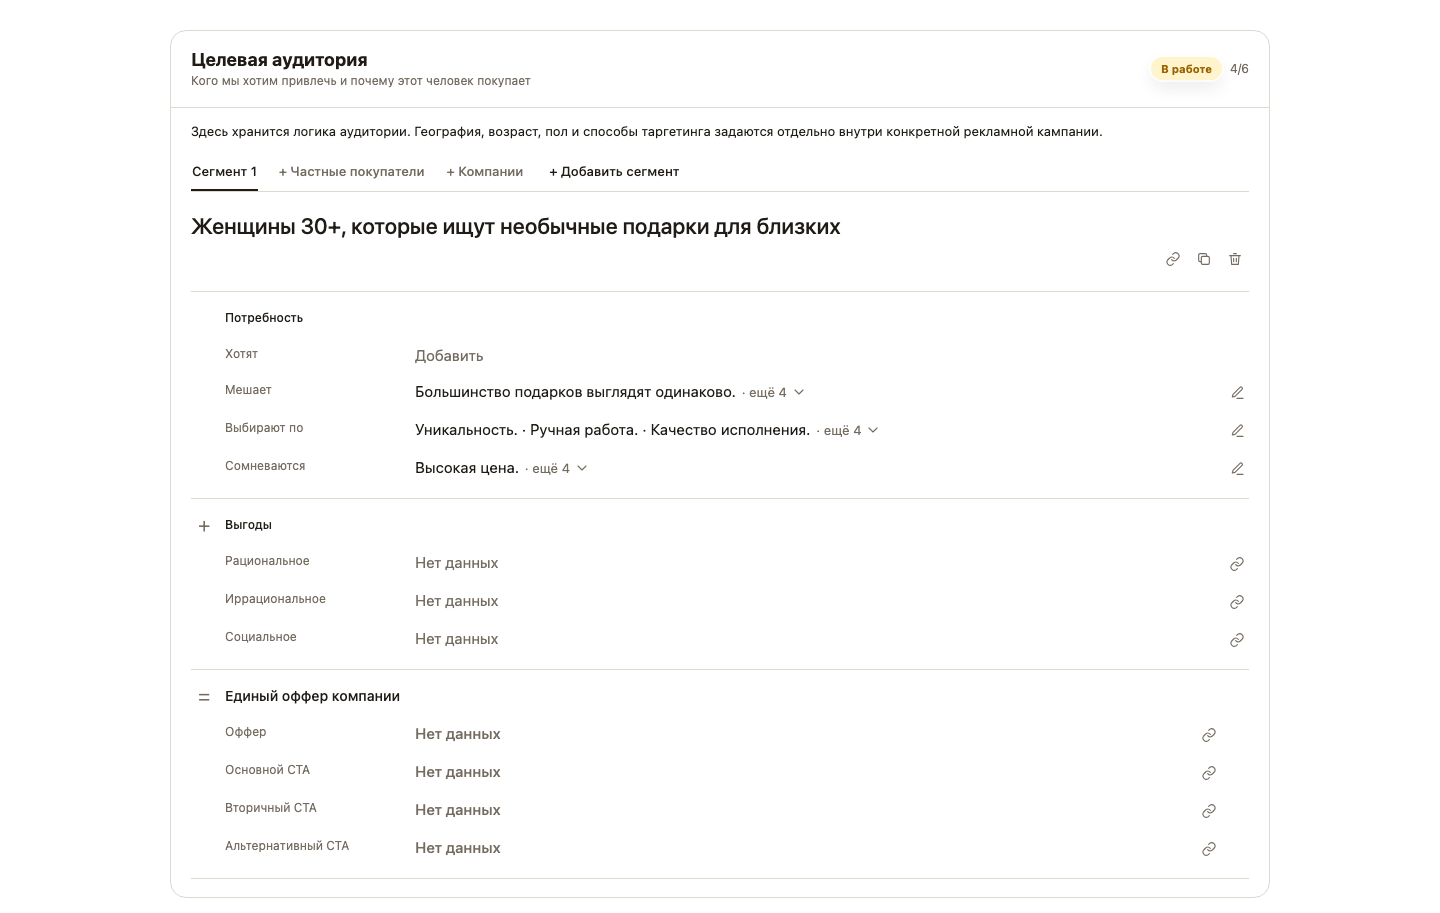 Целевая аудитория
Кого мы хотим привлечь и почему этот человек покупает
В работе 4/6
Здесь хранится логика аудитории. География, возраст, пол и способы таргетинга задаются отдельно внутри конкретной рекламной кампании.
Сегмент 1 + Частные покупатели + Компании + Добавить сегмент
Женщины 30+, которые ищут необычные подарки для близких
Потребность
Хотят Добавить
Мешает Большинство подарков выглядят одинаково. · ещё 4
Выбирают по Уникальность. · Ручная работа. · Качество исполнения. · ещё 4
Сомневаются Высокая цена. · ещё 4
Выгоды
Рациональное Нет данных
Иррациональное Нет данных
Социальное Нет данных
Единый оффер компании
Оффер Нет данных
Основной CTA Нет данных
Вторичный CTA Нет данных
Альтернативный CTA Нет данных